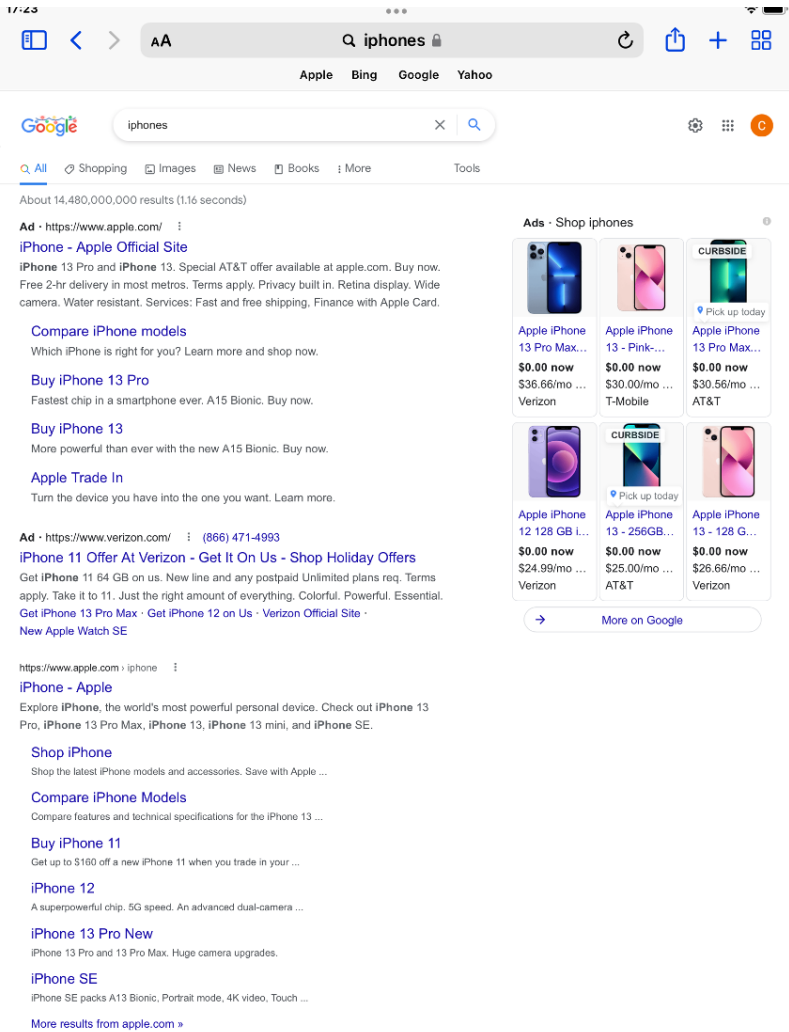 17:23
AA
iphones
Apple Bing Google Yahoo
Google
iphones
C
All Shopping Images News Books More Tools
About 14,480,000,000 results (1.16 seconds)
Ad · https://www.apple.com/
iPhone - Apple Official Site
iPhone 13 Pro and iPhone 13. Special AT&T offer available at apple.com. Buy now.
Free 2-hr delivery in most metros. Terms apply. Privacy built in. Retina display. Wide
camera. Water resistant. Services: Fast and free shipping, Finance with Apple Card.
Compare iPhone models
Which iPhone is right for you? Learn more and shop now.
Buy iPhone 13 Pro
Fastest chip in a smartphone ever. A15 Bionic. Buy now.
Buy iPhone 13
More powerful than ever with the new A15 Bionic. Buy now.
Apple Trade In
Turn the device you have into the one you want. Learn more.
Ad · https://www.verizon.com/ (866) 471-4993
iPhone 11 Offer At Verizon - Get It On Us - Shop Holiday Offers
Get iPhone 11 64 GB on us. New line and any postpaid Unlimited plans req. Terms
apply. Take it to 11. Just the right amount of everything. Colorful. Powerful. Essential.
Get iPhone 13 Pro Max · Get iPhone 12 on Us · Verizon Official Site ·
New Apple Watch SE
https://www.apple.com › iphone
iPhone - Apple
Explore iPhone, the world's most powerful personal device. Check out iPhone 13
Pro, iPhone 13 Pro Max, iPhone 13, iPhone 13 mini, and iPhone SE.
Shop iPhone
Shop the latest iPhone models and accessories. Save with Apple ...
Compare iPhone Models
Compare features and technical specifications for the iPhone 13 ...
Buy iPhone 11
Get up to $160 off a new iPhone 11 when you trade in your ...
iPhone 12
A superpowerful chip. 5G speed. An advanced dual-camera ...
iPhone 13 Pro New
iPhone 13 Pro and 13 Pro Max. Huge camera upgrades.
iPhone SE
iPhone SE packs A13 Bionic, Portrait mode, 4K video, Touch ...
More results from apple.com »
Ads · Shop iphones
Apple iPhone
13 Pro Max...
$0.00 now
$36.66/mo ...
Verizon
Apple iPhone
13 - Pink-...
$0.00 now
$30.00/mo ...
T-Mobile
CURBSIDE
Pick up today
Apple iPhone
13 Pro Max...
$0.00 now
$30.56/mo ...
AT&T
Apple iPhone
12 128 GB i...
$0.00 now
$24.99/mo ...
Verizon
CURBSIDE
Pick up today
Apple iPhone
13 - 256GB...
$0.00 now
$25.00/mo ...
AT&T
Apple iPhone
13 - 128 G...
$0.00 now
$26.66/mo ...
Verizon
More on Google